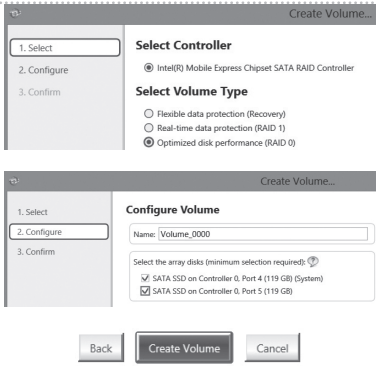 Create Volume...
1. Select
2. Configure
3. Confirm
Select Controller
Intel(R) Mobile Express Chipset SATA RAID Controller
Select Volume Type
Flexible data protection (Recovery)
Real-time data protection (RAID 1)
Optimized disk performance (RAID 0)
Create Volume...
1. Select
2. Configure
3. Confirm
Configure Volume
Name: Volume_0000
Select the array disks (minimum selection required): ?
SATA SSD on Controller 0, Port 4 (119 GB) (System)
SATA SSD on Controller 0, Port 5 (119 GB)
Back Create Volume Cancel